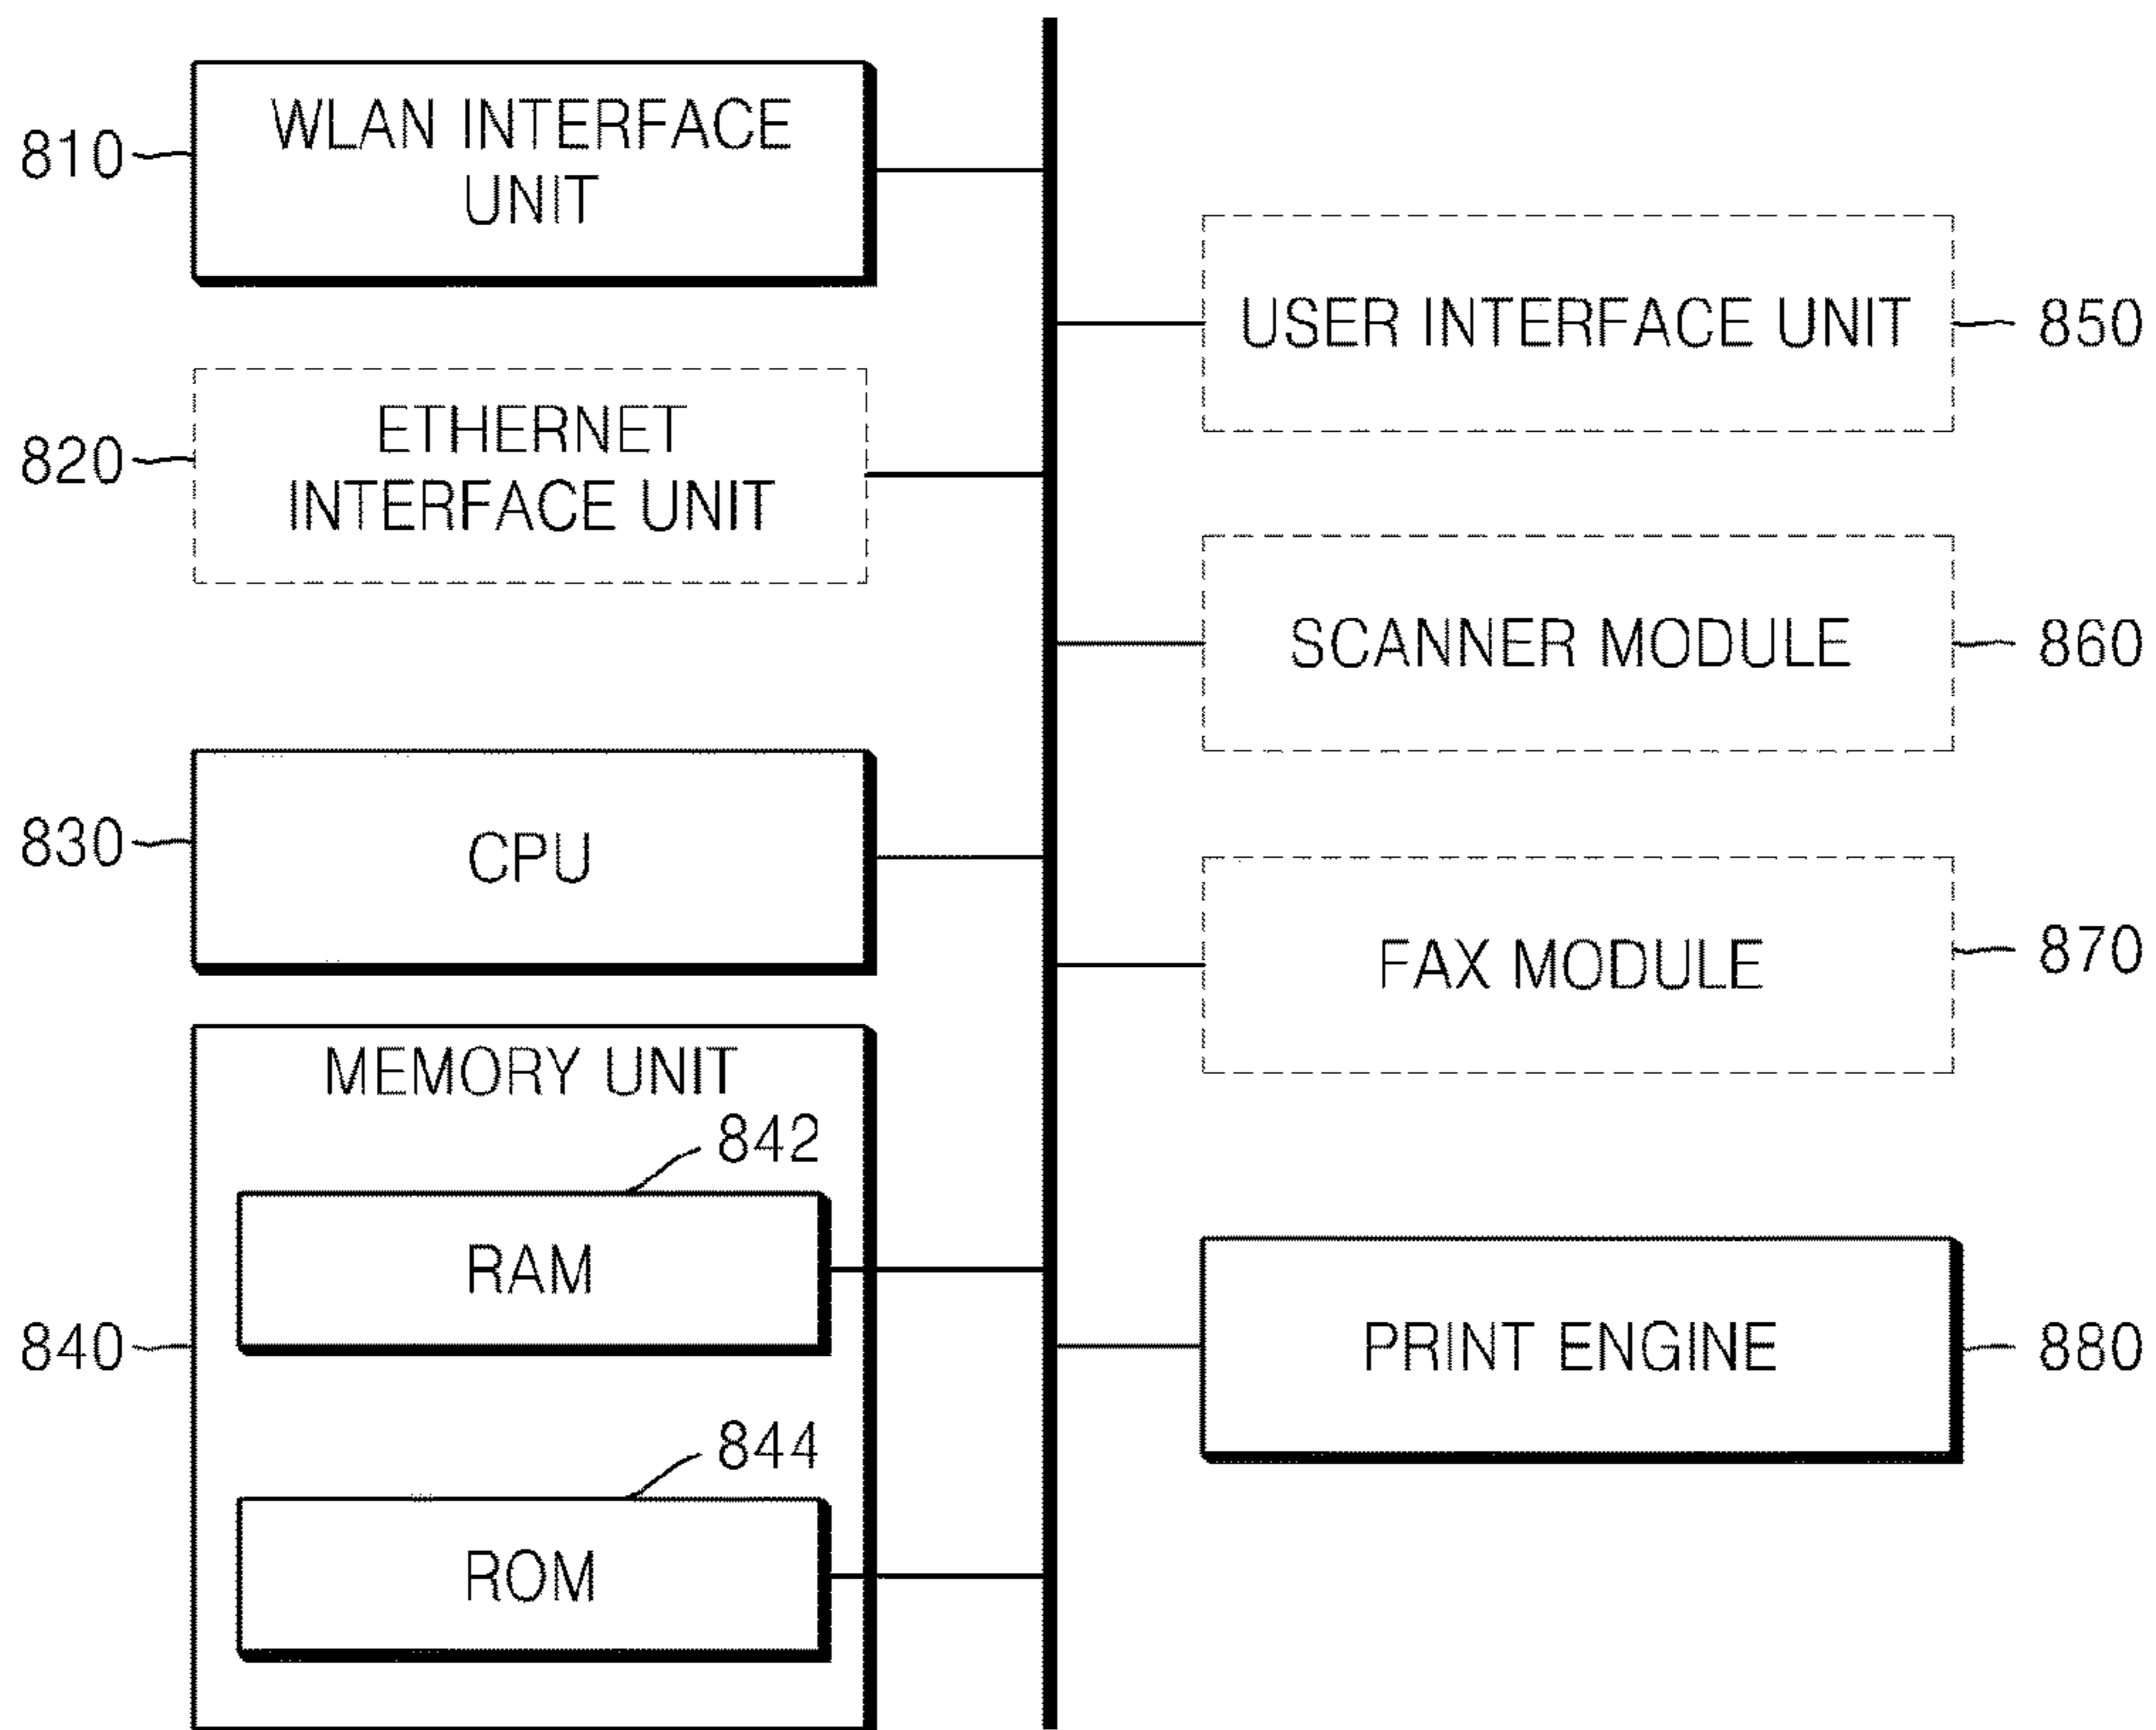 810
WLAN INTERFACE
UNIT
820
ETHERNET
INTERFACE UNIT
830
CPU
840
MEMORY UNIT
842
RAM
844
ROM
USER INTERFACE UNIT
850
SCANNER MODULE
860
FAX MODULE
870
PRINT ENGINE
880